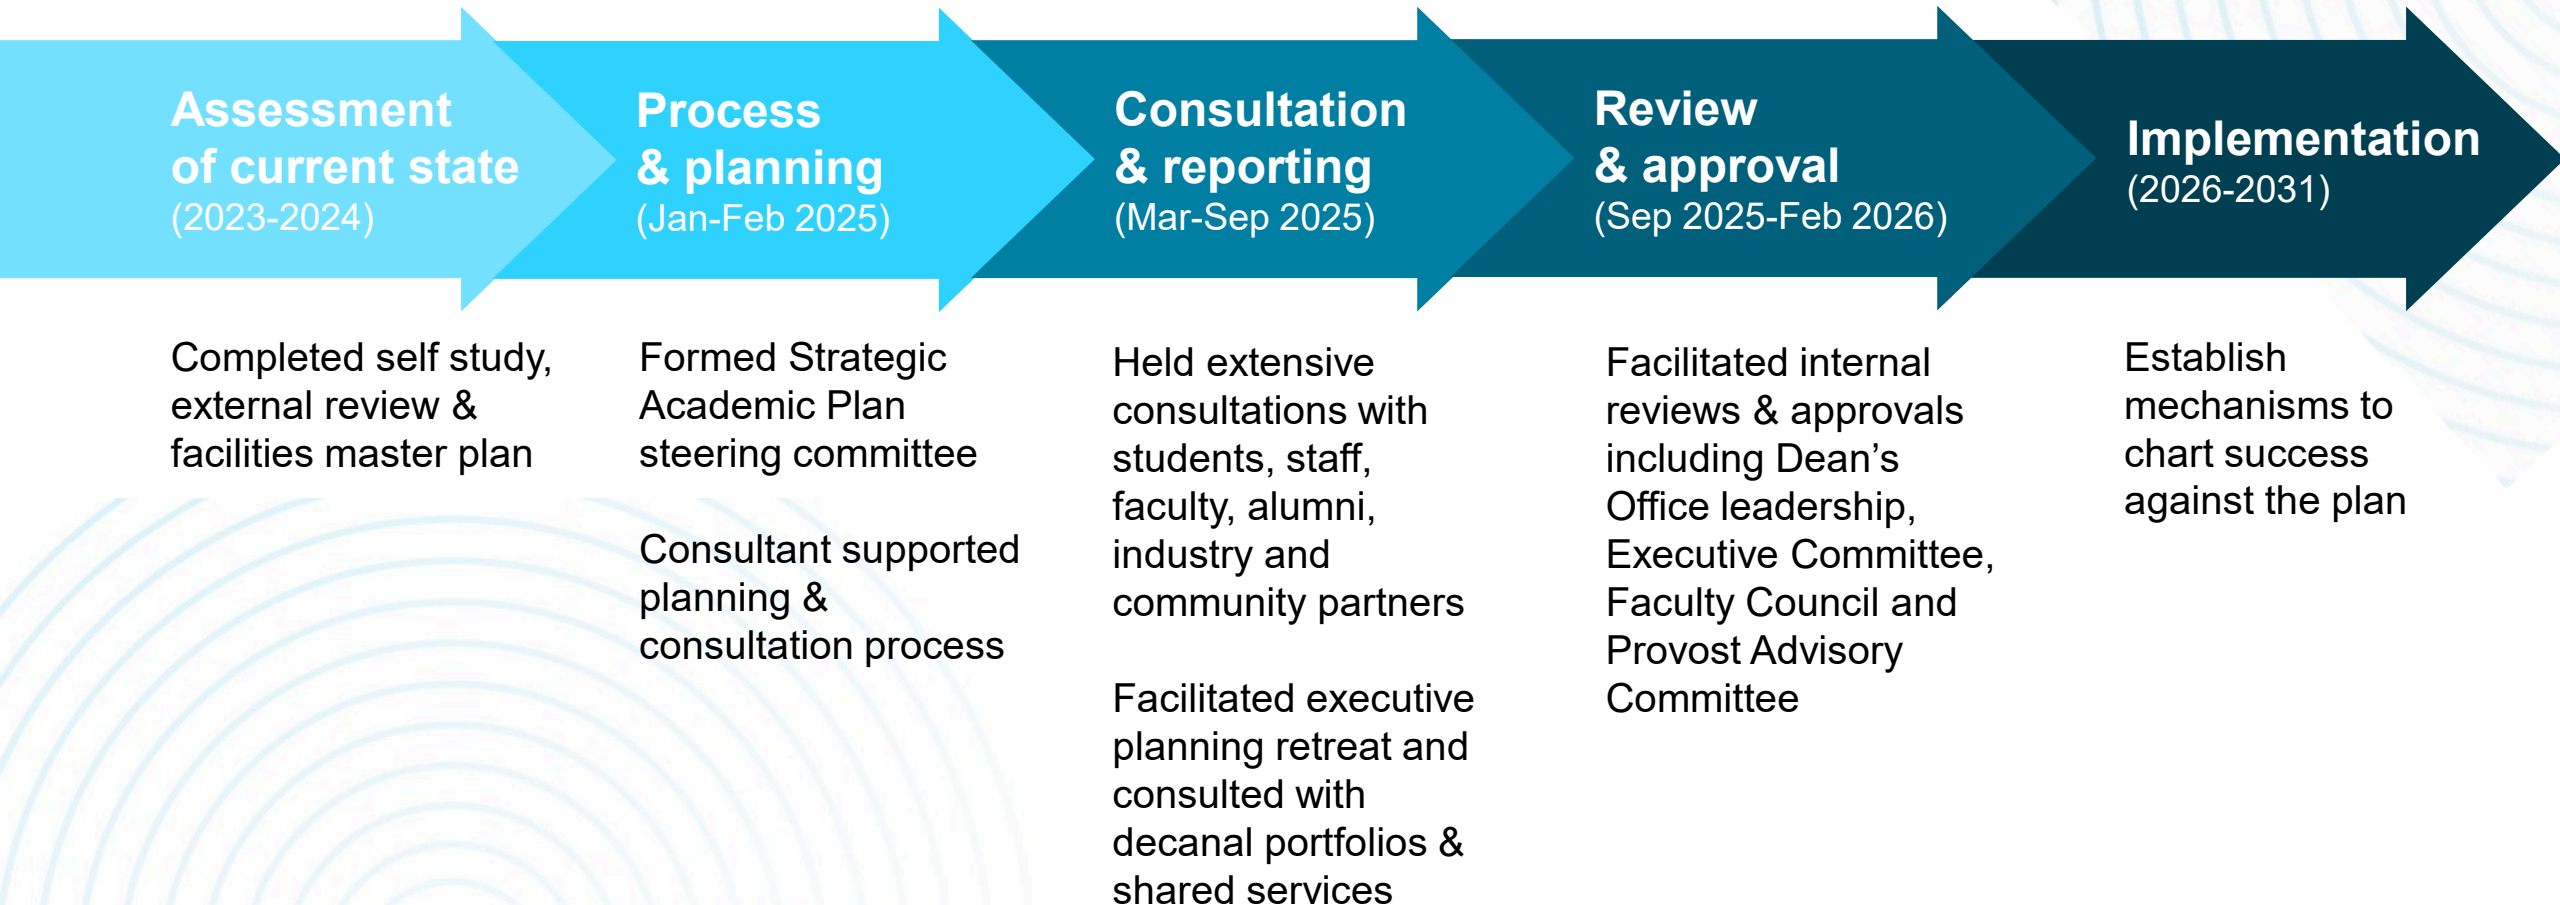 Assessment
of current state
(2023-2024)
Completed self study,
external review &
facilities master plan
Process
& planning
(Jan-Feb 2025)
Formed Strategic
Academic Plan
steering committee
Consultant supported
planning &
consultation process
Consultation
& reporting
(Mar-Sep 2025)
Held extensive
consultations with
students, staff,
faculty, alumni,
industry and
community partners
Facilitated executive
planning retreat and
consulted with
decanal portfolios &
shared services
Review
& approval
(Sep 2025-Feb 2026)
Facilitated internal
reviews & approvals
including Dean’s
Office leadership,
Executive Committee,
Faculty Council and
Provost Advisory
Committee
Implementation
(2026-2031)
Establish
mechanisms to
chart success
against the plan